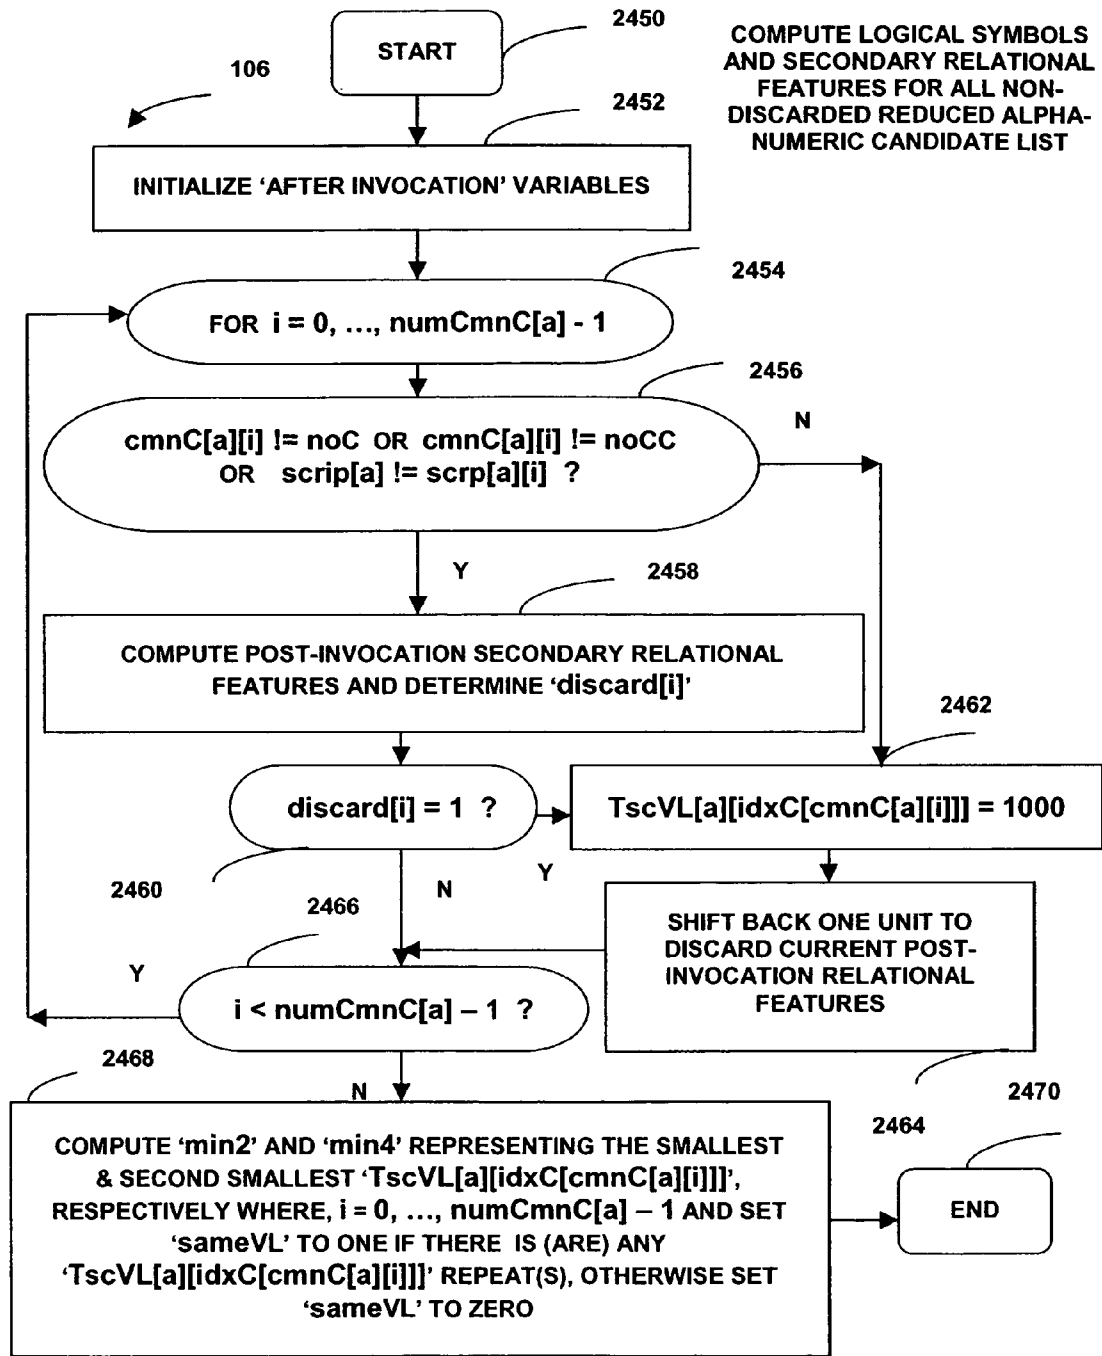 START
2450
COMPUTE LOGICAL SYMBOLS
AND SECONDARY RELATIONAL
FEATURES FOR ALL NON-
DISCARDED REDUCED ALPHA-
NUMERIC CANDIDATE LIST
106
2452
INITIALIZE ‘AFTER INVOCATION’ VARIABLES
2454
FOR i = 0, ..., numCmnC[a] - 1
2456
cmnC[a][i] != noC OR cmnC[a][i] != noCC
OR scrip[a] != scrp[a][i] ?
N
Y
2458
COMPUTE POST-INVOCATION SECONDARY RELATIONAL
FEATURES AND DETERMINE ‘discard[i]’
2462
discard[i] = 1 ?
TscVL[a][idxC[cmnC[a][i]]] = 1000
2460
N
Y
2466
SHIFT BACK ONE UNIT TO
DISCARD CURRENT POST-
INVOCATION RELATIONAL
FEATURES
Y
i < numCmnC[a] – 1 ?
2468
N
2470
2464
COMPUTE ‘min2’ AND ‘min4’ REPRESENTING THE SMALLEST
& SECOND SMALLEST ‘TscVL[a][idxC[cmnC[a][i]]]’,
RESPECTIVELY WHERE, i = 0, ..., numCmnC[a] – 1 AND SET
‘sameVL’ TO ONE IF THERE IS (ARE) ANY
‘TscVL[a][idxC[cmnC[a][i]]]’ REPEAT(S), OTHERWISE SET
‘sameVL’ TO ZERO
END